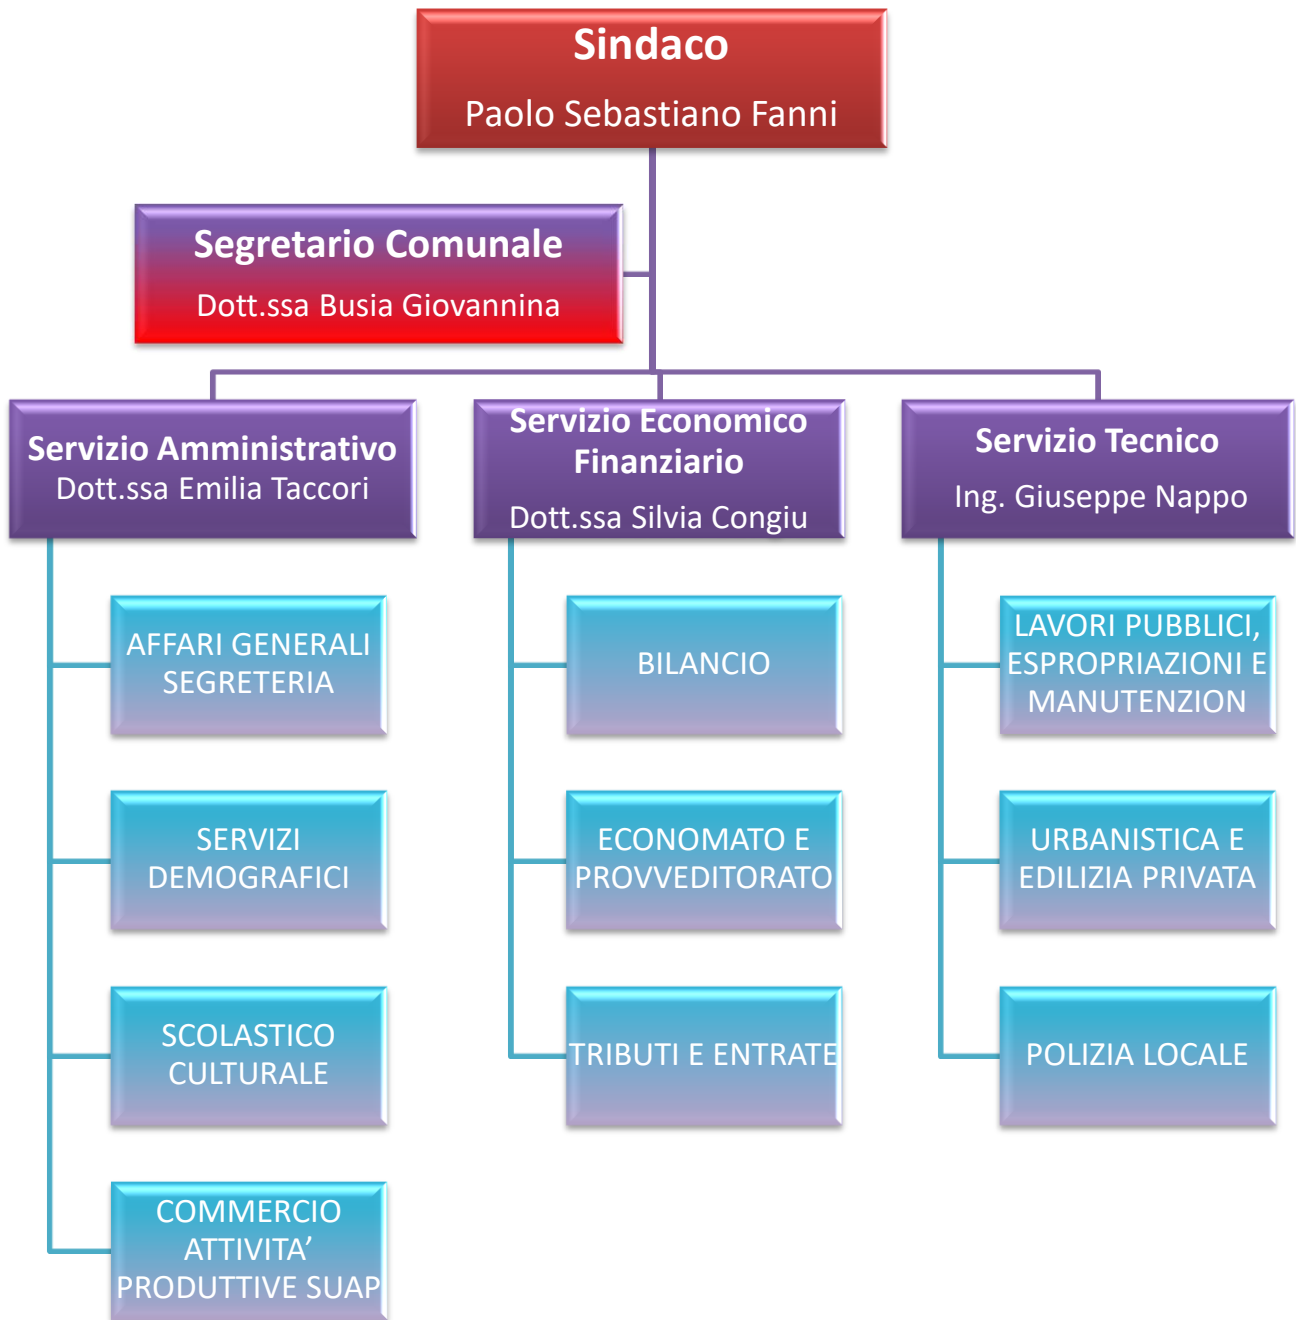 Sindaco
Paolo Sebastiano Fanni
Segretario Comunale
Dott.ssa Busia Giovannina
Servizio Amministrativo
Dott.ssa Emilia Taccori
AFFARI GENERALI
SEGRETERIA
SERVIZI
DEMOGRAFICI
SCOLASTICO
CULTURALE
COMMERCIO
ATTIVITA’
PRODUTTIVE SUAP
Servizio Economico
Finanziario
Dott.ssa Silvia Congiu
BILANCIO
ECONOMATO E
PROVVEDITORATO
TRIBUTI E ENTRATE
Servizio Tecnico
Ing. Giuseppe Nappo
LAVORI PUBBLICI,
ESPROPRIAZIONI E
MANUTENZION
URBANISTICA E
EDILIZIA PRIVATA
POLIZIA LOCALE